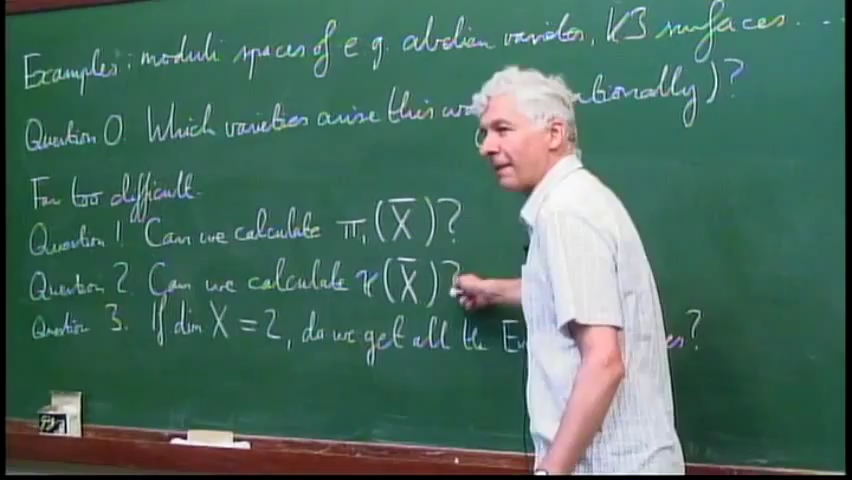 Examples: moduli spaces of e.g. abelian varieties, K3 surfaces. . . .
Question 0. Which varieties arise this ationally)?
Far too difficult.
Question 1. Can we calculate π₁(X̄)?
Question 2. Can we calculate κ(X̄)?
Question 3. If dim X = 2, do we get all the